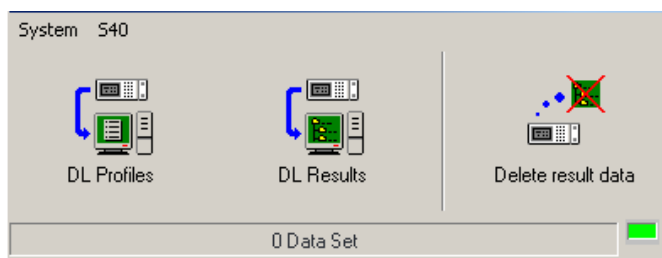 System S40
DL Profiles DL Results Delete result data
0 Data Set